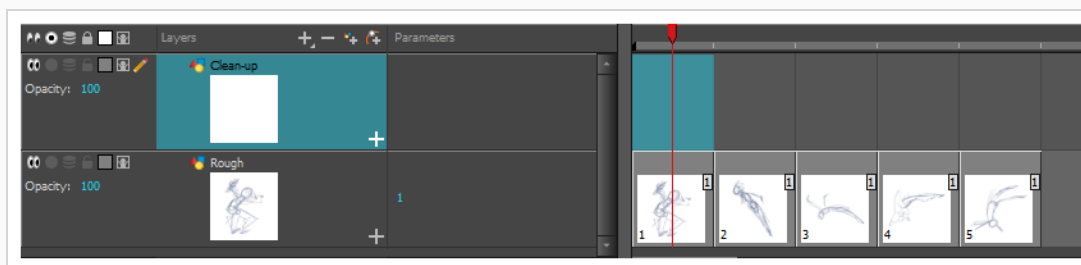 Layers Parameters
Clean-up
Opacity: 100
Rough
Opacity: 100
1
1 1 1 1 1
1 2 3 4 5